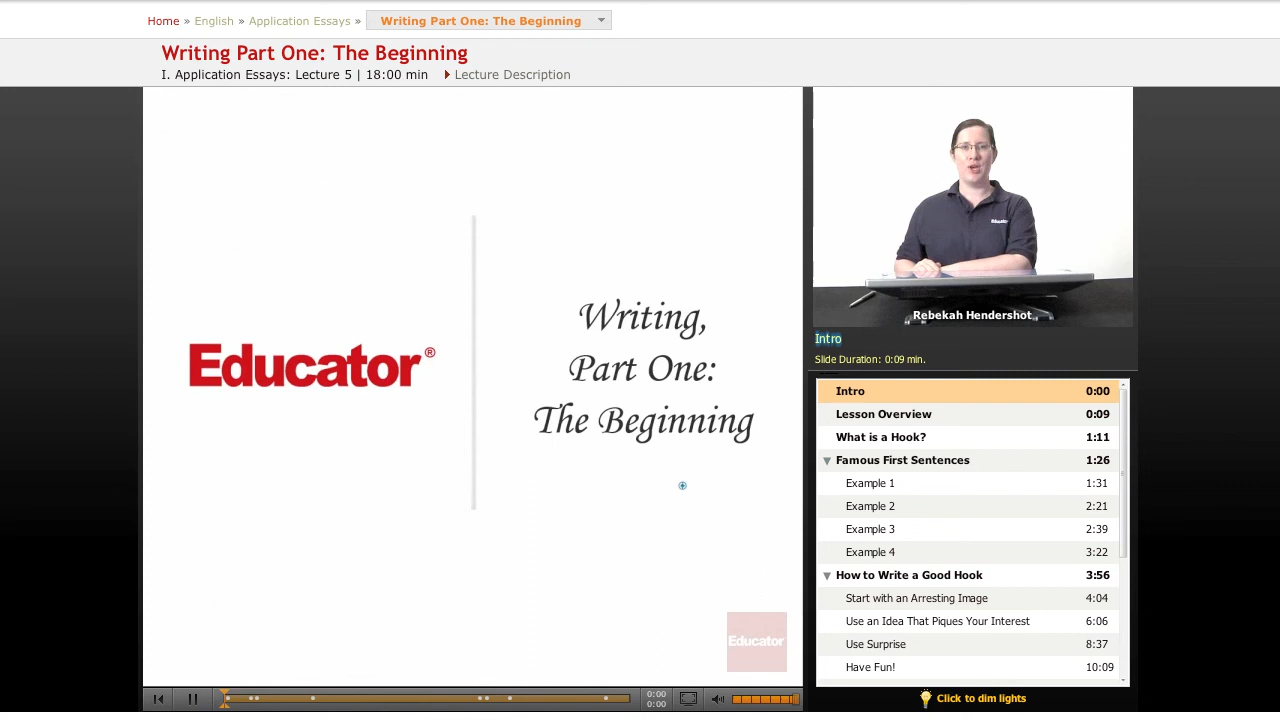 Home » English » Application Essays » Writing Part One: The Beginning
Writing Part One: The Beginning
I. Application Essays: Lecture 5 | 18:00 min Lecture Description
Educator®
Writing,
Part One:
The Beginning
Educator
Educator
Rebekah Hendershot
Intro
Slide Duration: 0:09 min.
Intro 0:00
Lesson Overview 0:09
What is a Hook? 1:11
Famous First Sentences 1:26
Example 1 1:31
Example 2 2:21
Example 3 2:39
Example 4 3:22
How to Write a Good Hook 3:56
Start with an Arresting Image 4:04
Use an Idea That Piques Your Interest 6:06
Use Surprise 8:37
Have Fun! 10:09
0:00
0:00
Click to dim lights